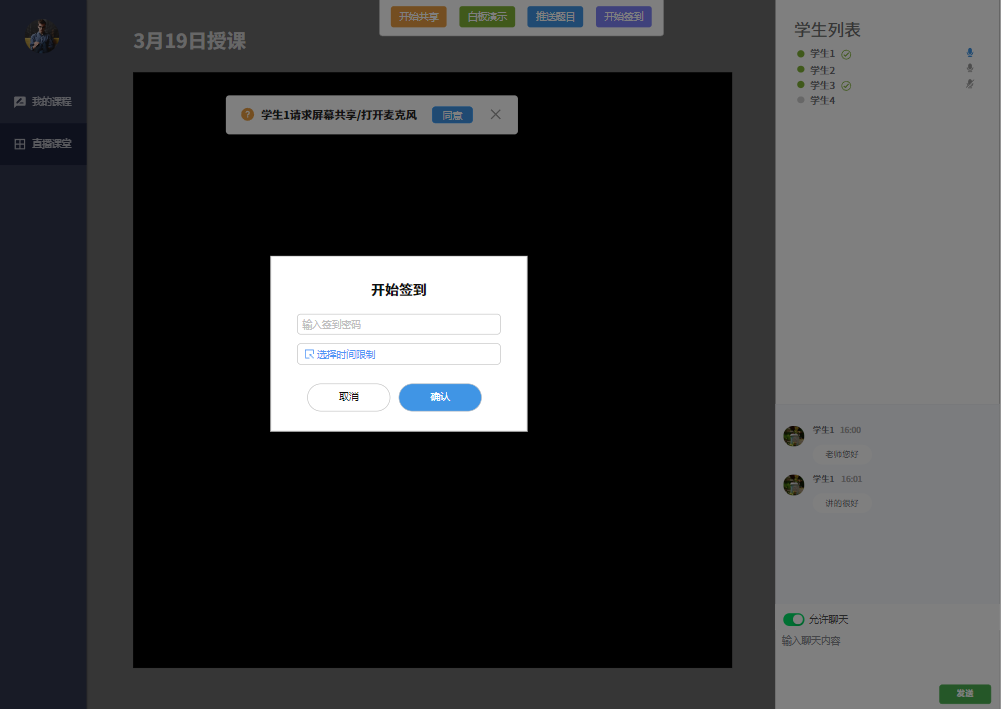 开始共享
白板演示
推送题目
开始签到
3月19日授课
我的课程
直播课堂
学生1请求屏幕共享/打开麦克风
同意
开始签到
输入签到密码
选择时间限制
取消
确认
学生列表
学生1
学生2
学生3
学生4
学生1 16:00
老师您好
学生1 16:01
讲的很好
允许聊天
输入聊天内容
发送